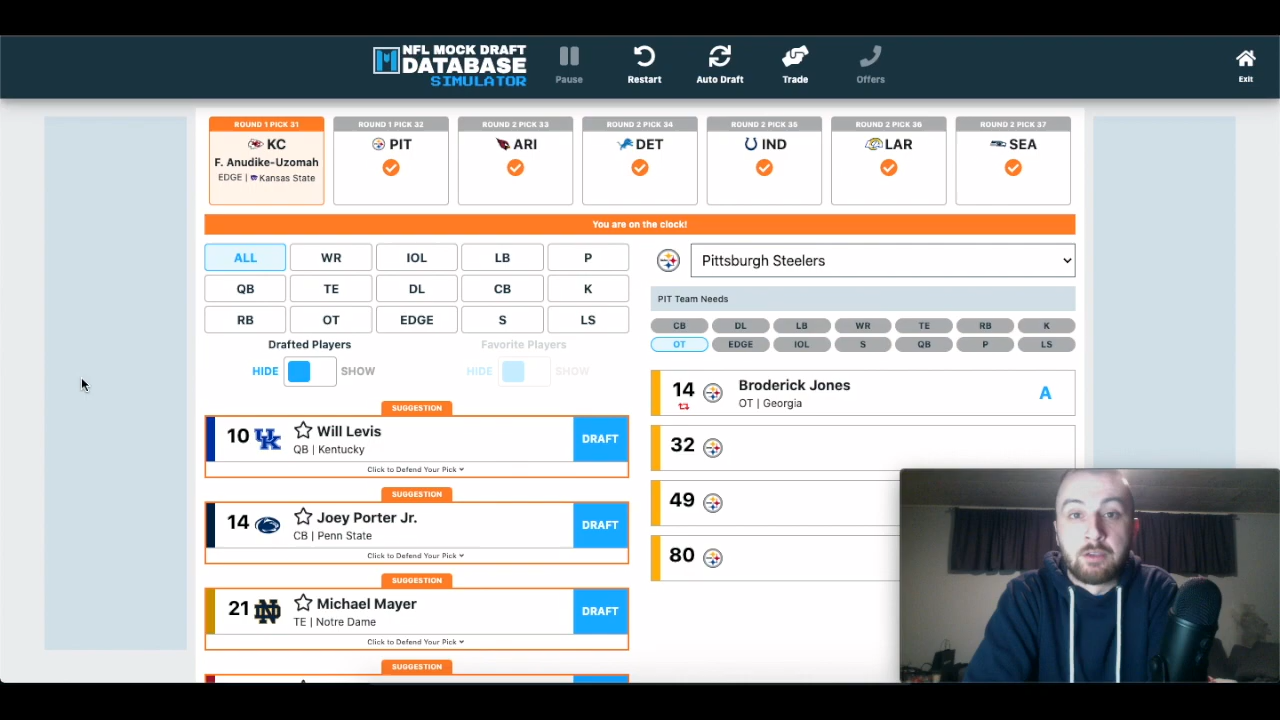 NFL MOCK DRAFT
DATABASE
SIMULATOR
Pause
Restart
Auto Draft
Trade
Offers
Exit
ROUND 1 PICK 31
KC
F. Anudike-Uzomah
EDGE | Kansas State
ROUND 1 PICK 32
PIT
ROUND 2 PICK 33
ARI
ROUND 2 PICK 34
DET
ROUND 2 PICK 35
IND
ROUND 2 PICK 36
LAR
ROUND 2 PICK 37
SEA
You are on the clock!
ALL WR IOL LB P
QB TE DL CB K
RB OT EDGE S LS
Drafted Players
HIDE SHOW
Favorite Players
HIDE SHOW
SUGGESTION
10 UK Will Levis
QB | Kentucky
DRAFT
Click to Defend Your Pick
SUGGESTION
14 Joey Porter Jr.
CB | Penn State
DRAFT
Click to Defend Your Pick
SUGGESTION
21 ND Michael Mayer
TE | Notre Dame
DRAFT
Click to Defend Your Pick
SUGGESTION
Pittsburgh Steelers
PIT Team Needs
CB DL LB WR TE RB K
OT EDGE IOL S QB P LS
14 Broderick Jones A
OT | Georgia
32
49
80